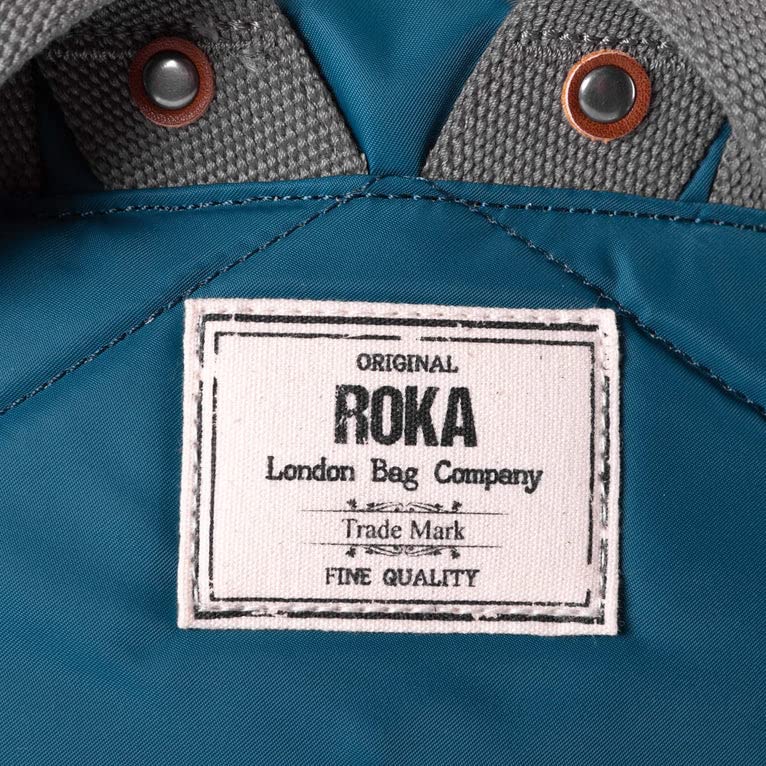 ORIGINAL
ROKA
London Bag Company
Trade Mark
FINE QUALITY